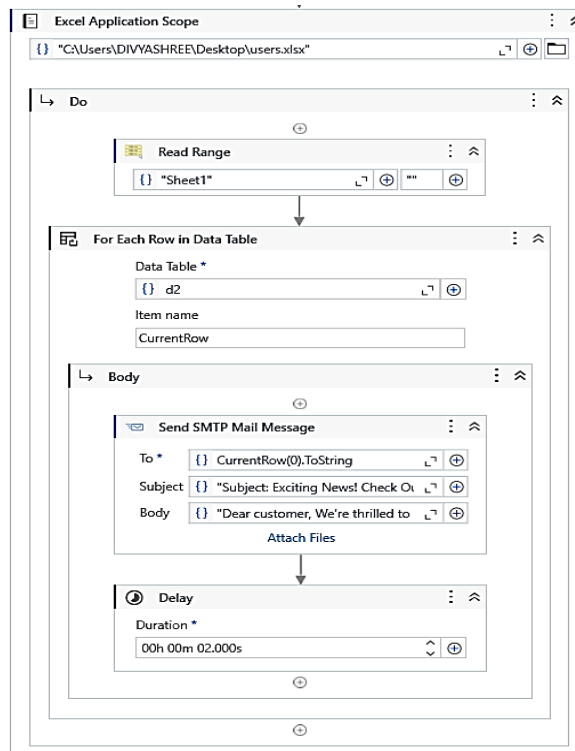 Excel Application Scope
{} "C:\Users\DIVYASHREE\Desktop\users.xlsx"
Do
Read Range
{} "Sheet1" ""
For Each Row in Data Table
Data Table *
{} d2
Item name
CurrentRow
Body
Send SMTP Mail Message
To * {} CurrentRow(0).ToString
Subject {} "Subject: Exciting News! Check Ou
Body {} "Dear customer, We're thrilled to
Attach Files
Delay
Duration *
00h 00m 02.000s